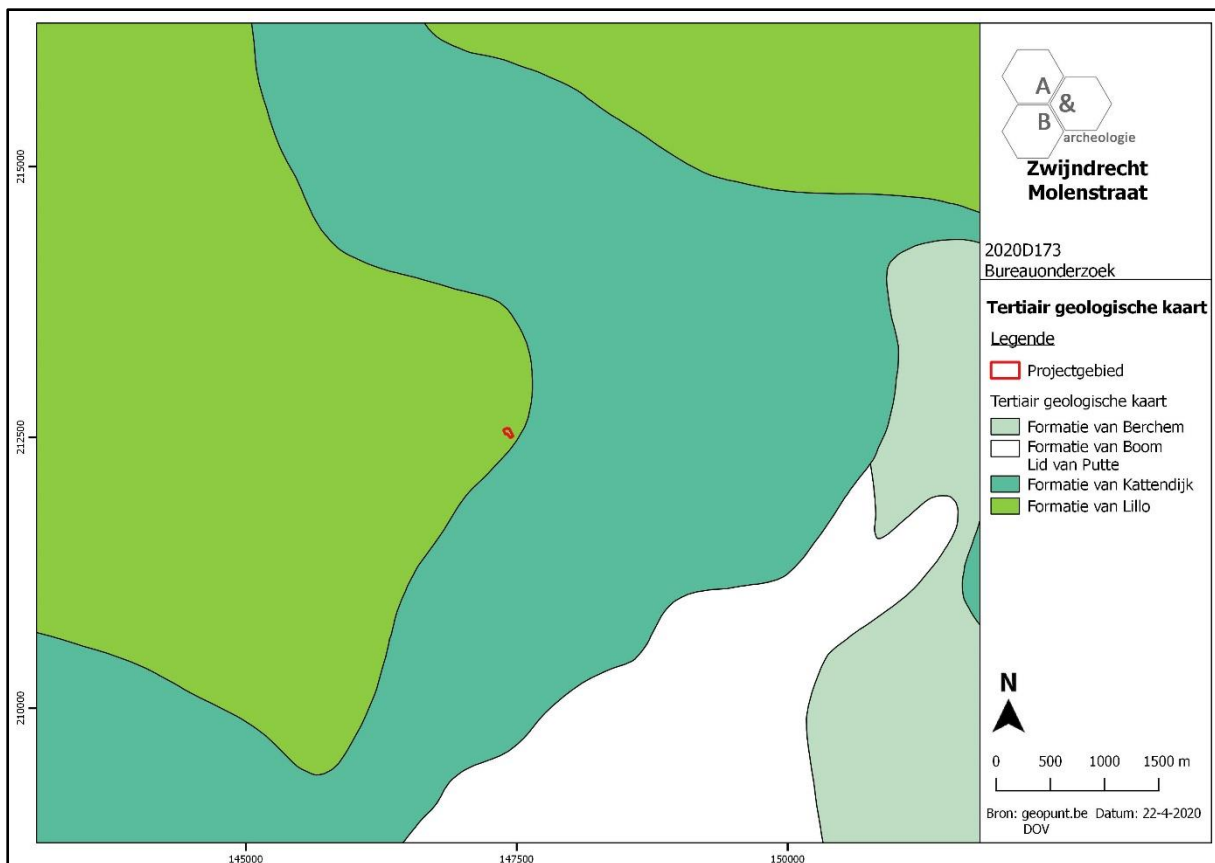 A
&
B
archeologie
Zwijndrecht
Molenstraat
2020D173
Bureauonderzoek
Tertiair geologische kaart
Legende
Projectgebied
Tertiair geologische kaart
Formatie van Berchem
Formatie van Boom
Lid van Putte
Formatie van Kattendijk
Formatie van Lillo
N
0 500 1000 1500 m
Bron: geopunt.be Datum: 22-4-2020
DOV
215000
212500
210000
145000 147500 150000